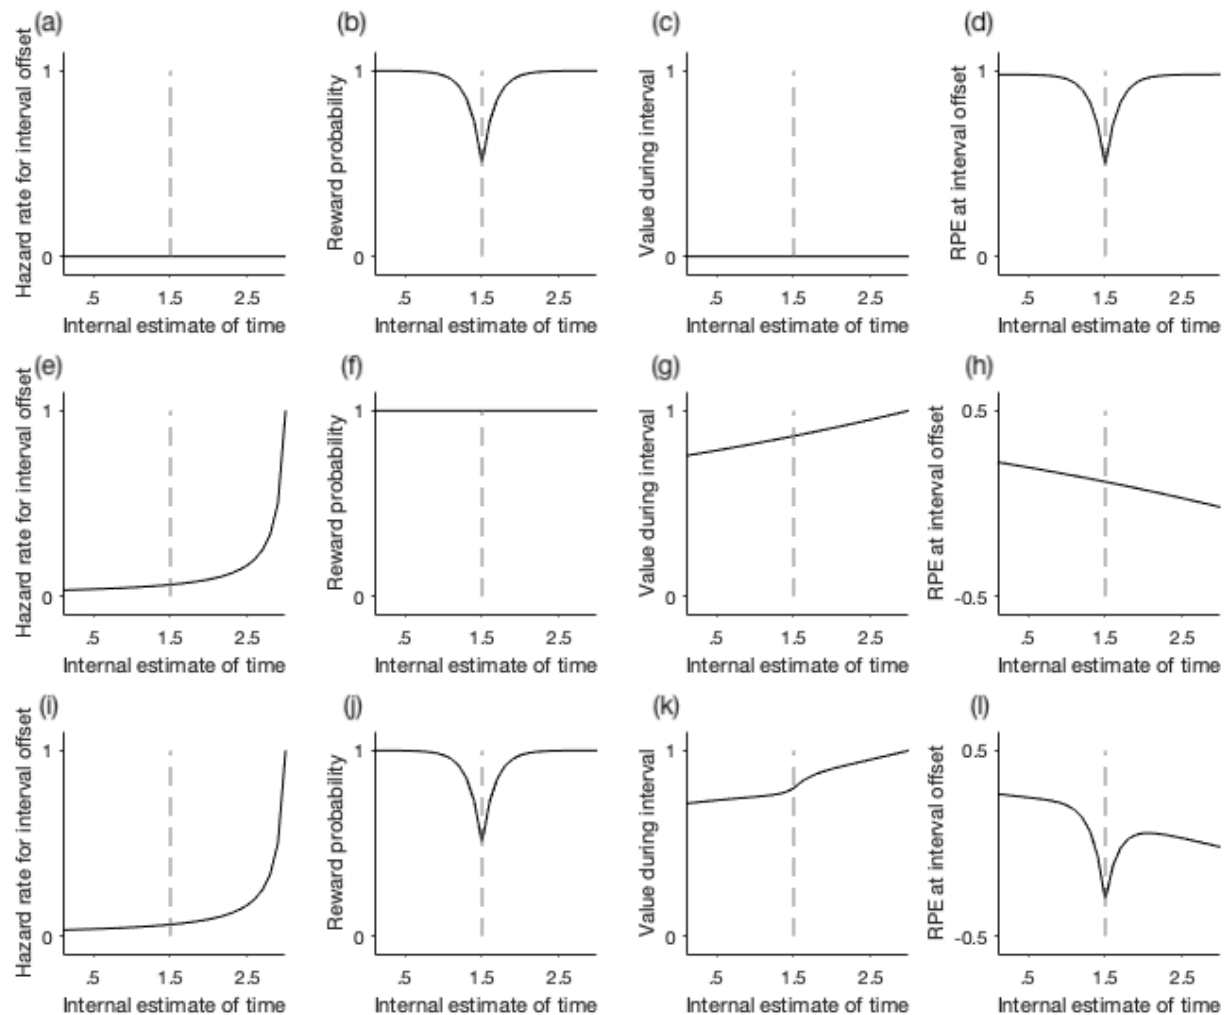 (a)
Hazard rate for interval offset
1
0
.5 1.5 2.5
Internal estimate of time
(b)
Reward probability
1
0
.5 1.5 2.5
Internal estimate of time
(c)
Value during interval
1
0
.5 1.5 2.5
Internal estimate of time
(d)
RPE at interval offset
1
0
.5 1.5 2.5
Internal estimate of time
(e)
Hazard rate for interval offset
1
0
.5 1.5 2.5
Internal estimate of time
(f)
Reward probability
1
0
.5 1.5 2.5
Internal estimate of time
(g)
Value during interval
1
0
.5 1.5 2.5
Internal estimate of time
(h)
RPE at interval offset
0.5
-0.5
.5 1.5 2.5
Internal estimate of time
(i)
Hazard rate for interval offset
1
0
.5 1.5 2.5
Internal estimate of time
(j)
Reward probability
1
0
.5 1.5 2.5
Internal estimate of time
(k)
Value during interval
1
0
.5 1.5 2.5
Internal estimate of time
(l)
RPE at interval offset
0.5
-0.5
.5 1.5 2.5
Internal estimate of time